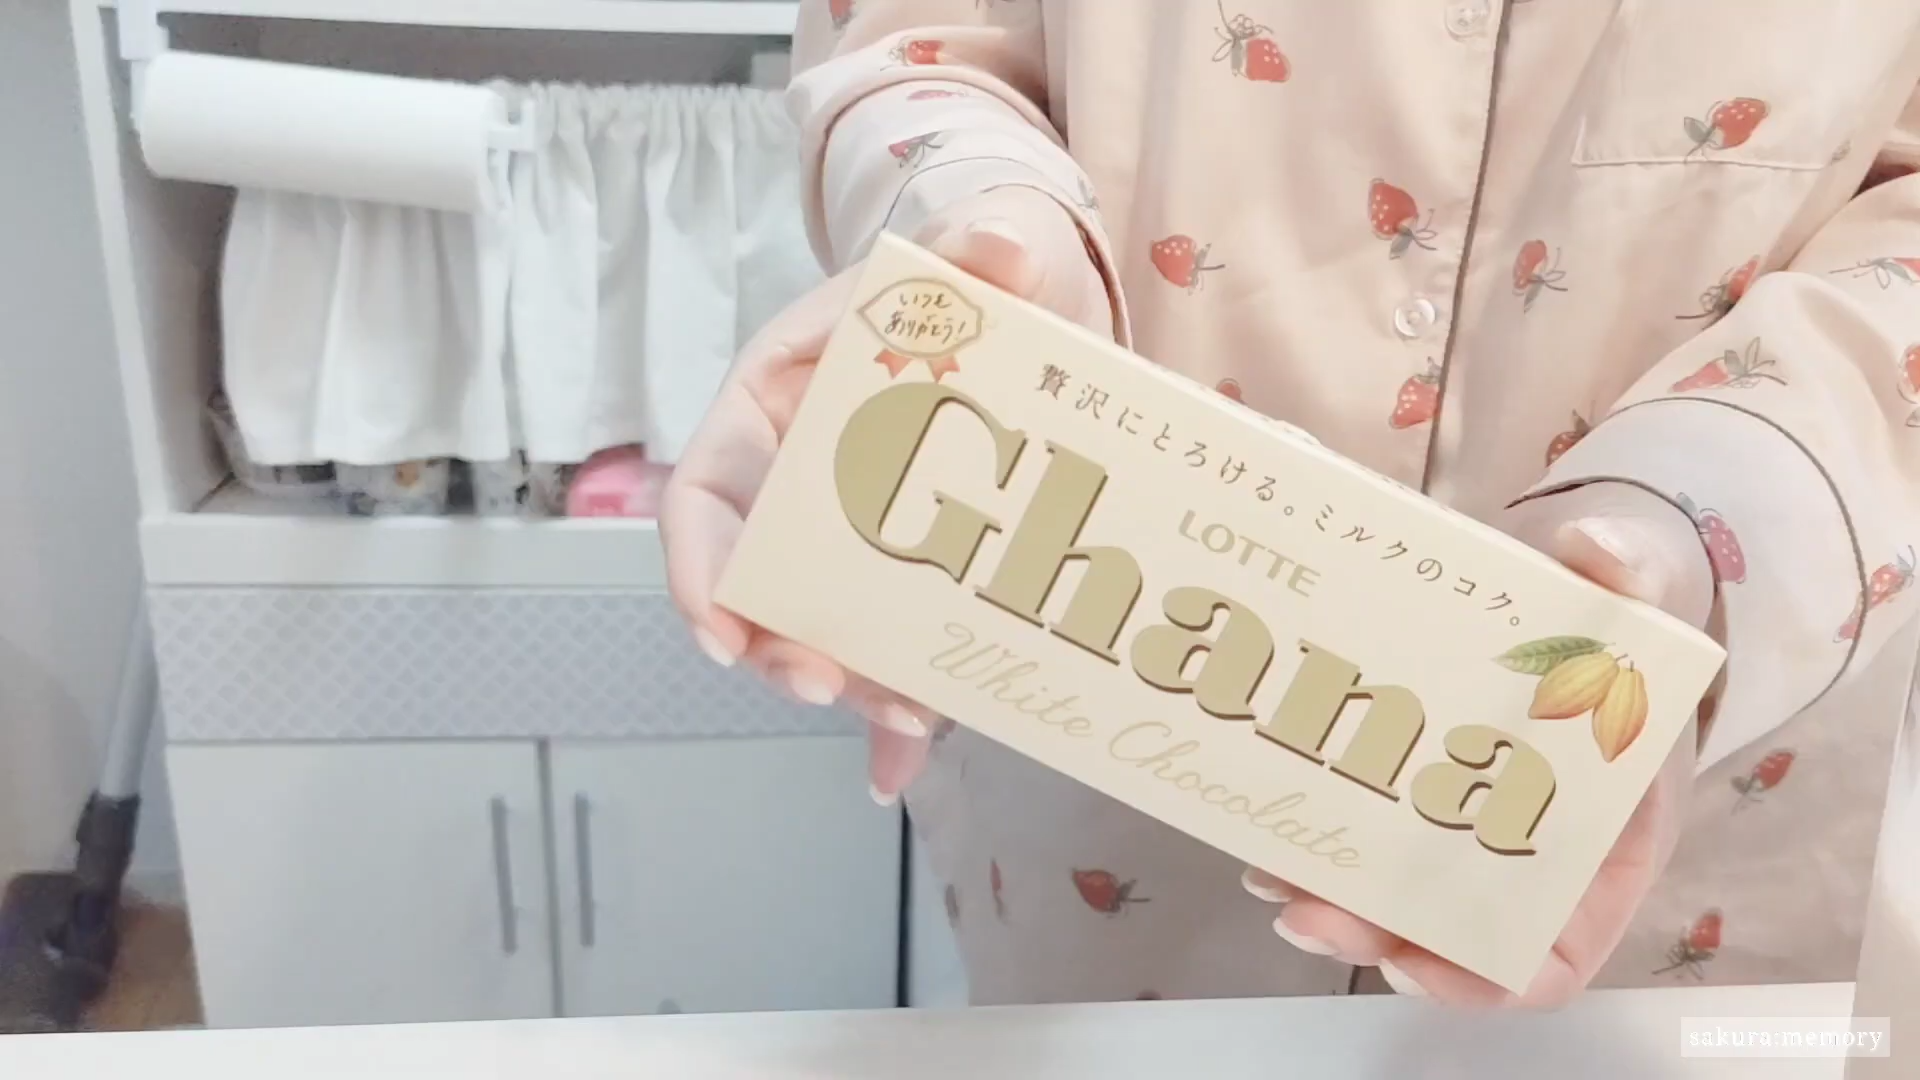 いつも
ありがとう!
贅沢にとろける。ミルクのコク。
LOTTE
Ghana
White Chocolate
sakura:memory